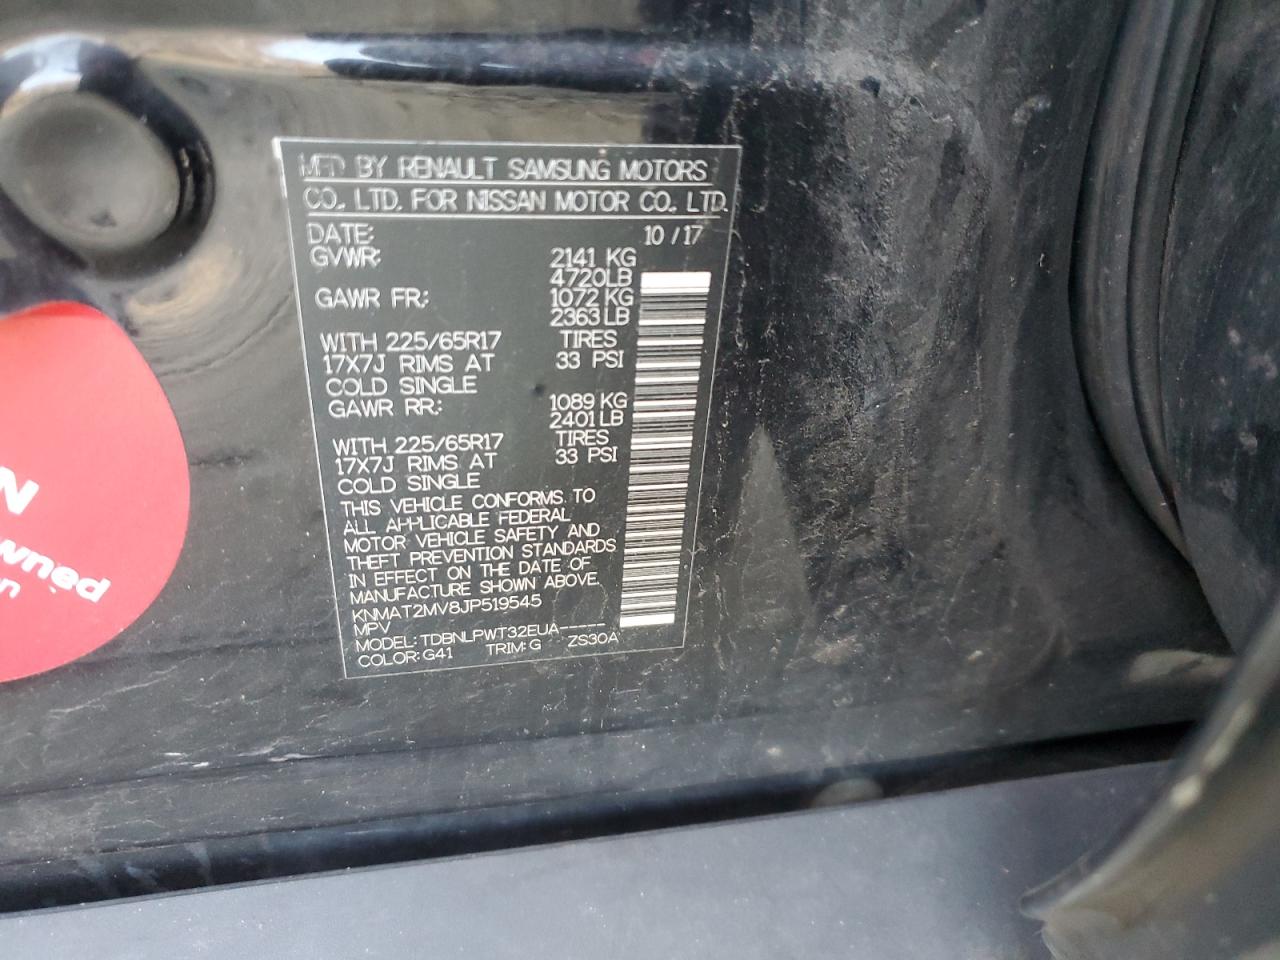 MFD BY RENAULT SAMSUNG MOTORS
CO., LTD. FOR NISSAN MOTOR CO., LTD.
DATE: 10 / 17
GVWR: 2141 KG
4720LB
GAWR FR: 1072 KG
2363LB
WITH 225/65R17 TIRES
17X7J RIMS AT 33 PSI
COLD SINGLE
GAWR RR: 1089 KG
2401LB
WITH 225/65R17 TIRES
17X7J RIMS AT 33 PSI
COLD SINGLE
THIS VEHICLE CONFORMS TO
ALL APPLICABLE FEDERAL
MOTOR VEHICLE SAFETY AND
THEFT PREVENTION STANDARDS
IN EFFECT ON THE DATE OF
MANUFACTURE SHOWN ABOVE.
KNMAT2MV8JP519545
MPV
MODEL: TDBNLPWT32EUA-----
COLOR: G41 TRIM: G ZS30A
N
wned
n